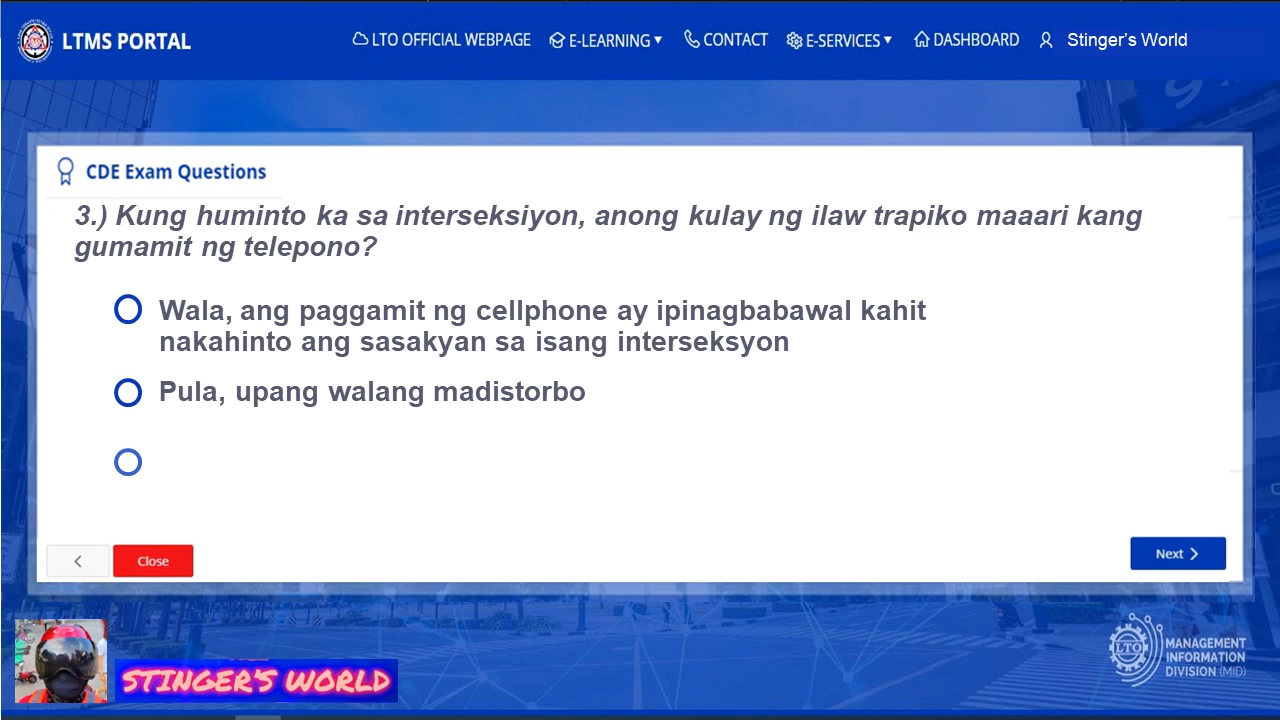 LTMS PORTAL
LTO OFFICIAL WEBPAGE
E-LEARNING
CONTACT
E-SERVICES
DASHBOARD
Stinger's World
CDE Exam Questions
3.) Kung huminto ka sa interseksiyon, anong kulay ng ilaw trapiko maaari kang
gumamit ng telepono?
Wala, ang paggamit ng cellphone ay ipinagbabawal kahit
nakahinto ang sasakyan sa isang interseksyon
Pula, upang walang madistorbo
Close
Next
STINGER'S WORLD
LTO
MANAGEMENT
INFORMATION
DIVISION (MID)